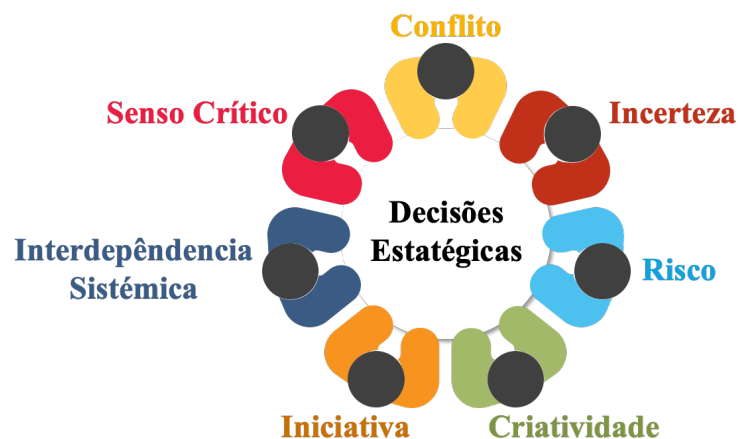 Conflito
Senso Crítico
Incerteza
Decisões
Estatégicas
Interdepêndencia
Sistémica
Risco
Iniciativa
Criatividade